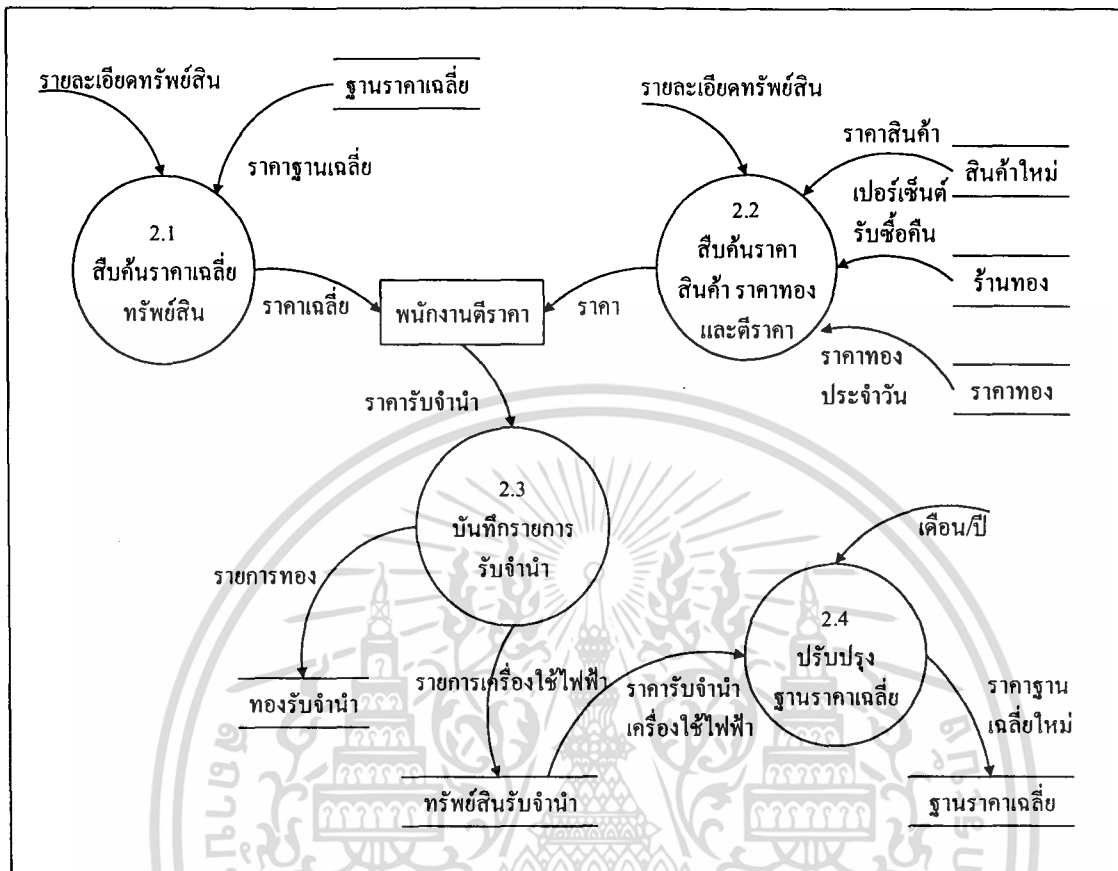 รายละเอียดทรัพย์สิน
ฐานราคาเฉลี่ย
ราคาฐานเฉลี่ย
2.1
สืบค้นราคาเฉลี่ย
ทรัพย์สิน
ราคาเฉลี่ย
พนักงานตีราคา
รายละเอียดทรัพย์สิน
ราคาสินค้า
สินค้าใหม่
เปอร์เซ็นต์
รับซื้อคืน
2.2
สืบค้นราคา
สินค้า ราคาทอง
และตีราคา
ร้านทอง
ราคา
ราคาทอง
ประจำวัน
ราคาทอง
ราคารับจำนำ
2.3
บันทึกรายการ
รับจำนำ
รายการทอง
ทองรับจำนำ
รายการเครื่องใช้ไฟฟ้า
ทรัพย์สินรับจำนำ
ราคารับจำนำ
เครื่องใช้ไฟฟ้า
เดือน/ปี
2.4
ปรับปรุง
ฐานราคาเฉลี่ย
ราคาฐาน
เฉลี่ยใหม่
ฐานราคาเฉลี่ย